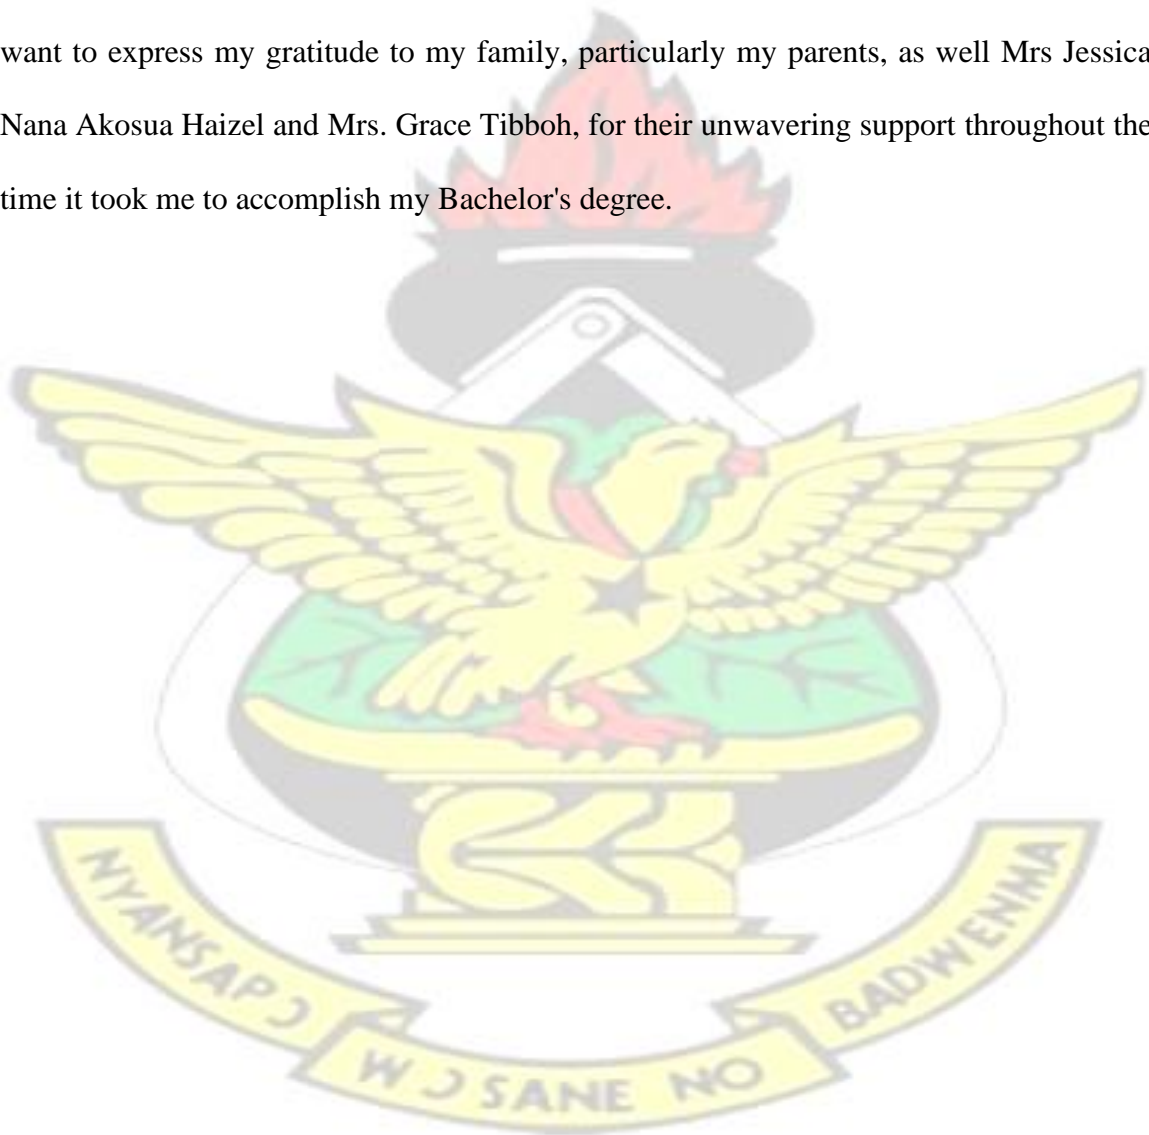 want to express my gratitude to my family, particularly my parents, as well Mrs Jessica
Nana Akosua Haizel and Mrs. Grace Tibboh, for their unwavering support throughout the
time it took me to accomplish my Bachelor's degree.
NYANSAPƆ
WƆSANE NO
BADWENMA